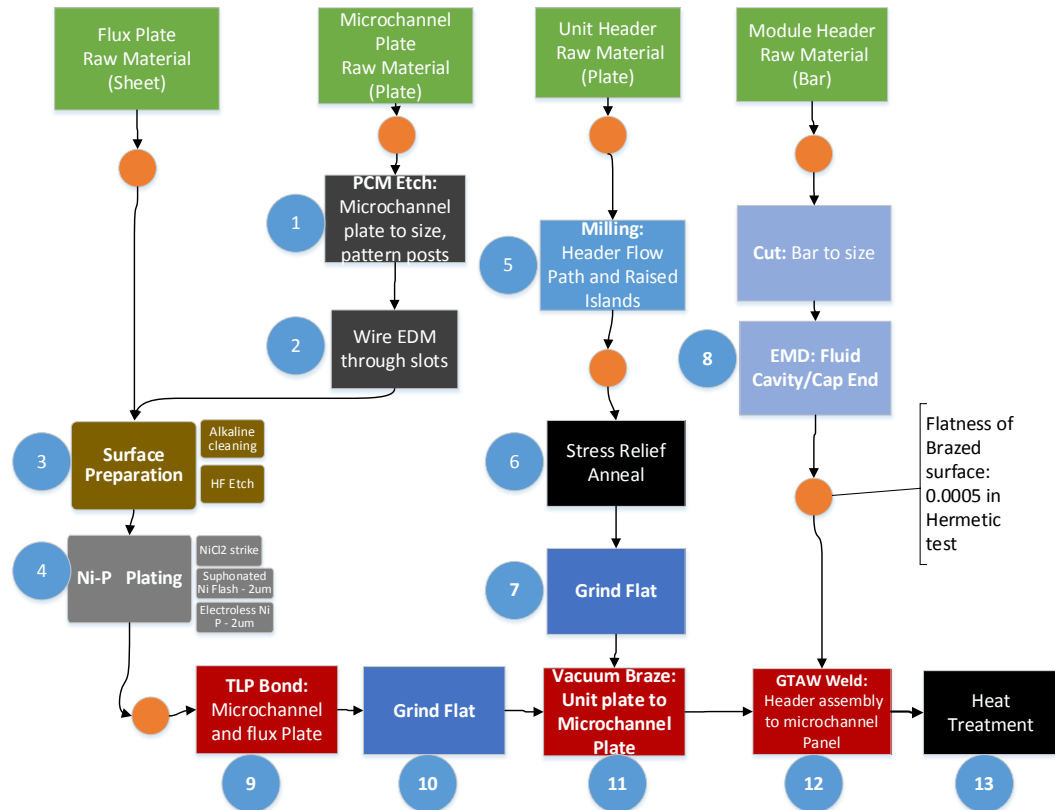 Flux Plate
Raw Material
(Sheet)
Microchannel
Plate
Raw Material
(Plate)
Unit Header
Raw Material
(Plate)
Module Header
Raw Material
(Bar)
1
PCM Etch:
Microchannel
plate to size,
pattern posts
5
Milling:
Header Flow
Path and Raised
Islands
Cut: Bar to size
2
Wire EDM
through slots
8
EMD: Fluid
Cavity/Cap End
3
Surface
Preparation
Alkaline
cleaning
HF Etch
6
Stress Relief
Anneal
Flatness of
Brazed
surface:
0.0005 in
Hermetic
test
4
Ni-P Plating
NiCl2 strike
Suphonated
Ni Flash - 2um
Electroless Ni
P - 2um
7
Grind Flat
TLP Bond:
Microchannel
and flux Plate
Grind Flat
Vacuum Braze:
Unit plate to
Microchannel
Plate
GTAW Weld:
Header assembly
to microchannel
Panel
Heat
Treatment
9
10
11
12
13